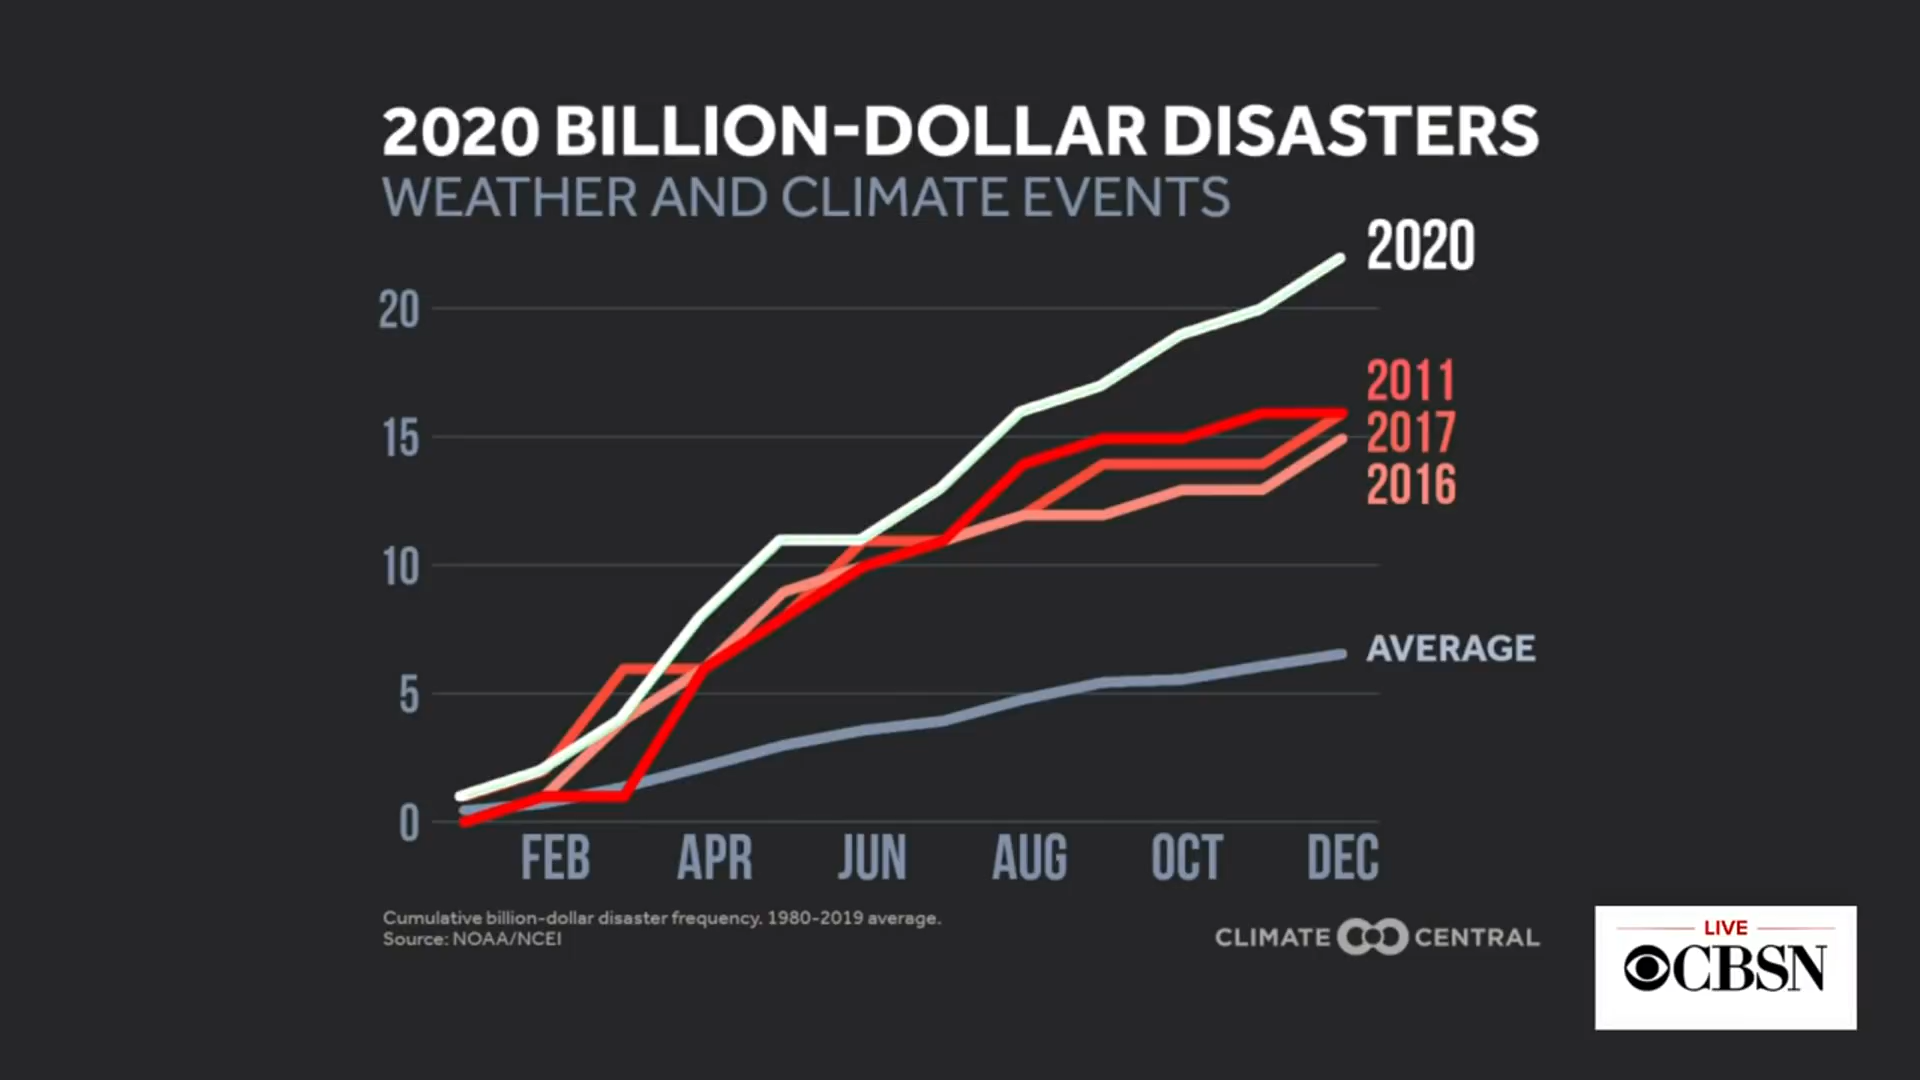 2020 BILLION-DOLLAR DISASTERS
WEATHER AND CLIMATE EVENTS
2020
20
2011
15
2017
2016
10
AVERAGE
5
0
FEB APR JUN AUG OCT DEC
Cumulative billion-dollar disaster frequency. 1980-2019 average.
Source: NOAA/NCEI
CLIMATE CENTRAL
LIVE
CBSN